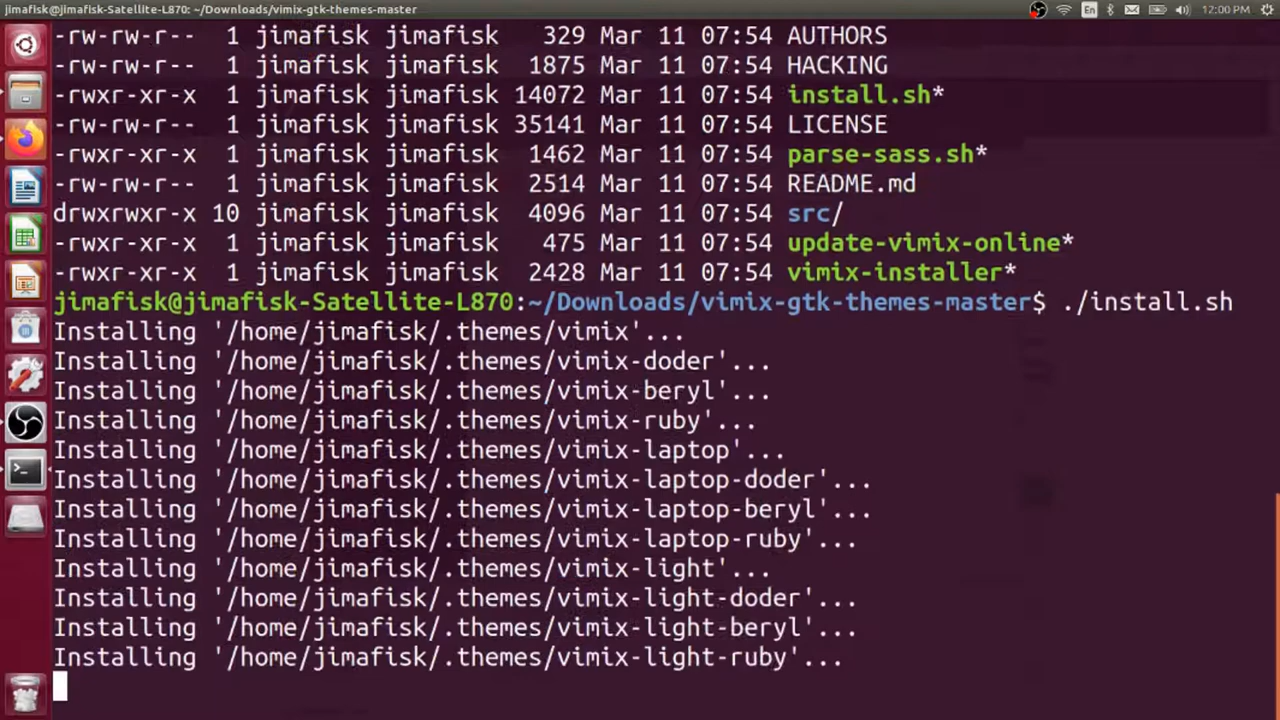 jimafisk@jimafisk-Satellite-L870: ~/Downloads/vimix-gtk-themes-master En 12:00 PM
-rw-rw-r-- 1 jimafisk jimafisk 329 Mar 11 07:54 AUTHORS
-rw-rw-r-- 1 jimafisk jimafisk 1875 Mar 11 07:54 HACKING
-rwxr-xr-x 1 jimafisk jimafisk 14072 Mar 11 07:54 install.sh*
-rw-rw-r-- 1 jimafisk jimafisk 35141 Mar 11 07:54 LICENSE
-rwxr-xr-x 1 jimafisk jimafisk 1462 Mar 11 07:54 parse-sass.sh*
-rw-rw-r-- 1 jimafisk jimafisk 2514 Mar 11 07:54 README.md
drwxrwxr-x 10 jimafisk jimafisk 4096 Mar 11 07:54 src/
-rwxr-xr-x 1 jimafisk jimafisk 475 Mar 11 07:54 update-vimix-online*
-rwxr-xr-x 1 jimafisk jimafisk 2428 Mar 11 07:54 vimix-installer*
jimafisk@jimafisk-Satellite-L870:~/Downloads/vimix-gtk-themes-master$ ./install.sh
Installing '/home/jimafisk/.themes/vimix'...
Installing '/home/jimafisk/.themes/vimix-doder'...
Installing '/home/jimafisk/.themes/vimix-beryl'...
Installing '/home/jimafisk/.themes/vimix-ruby'...
Installing '/home/jimafisk/.themes/vimix-laptop'...
Installing '/home/jimafisk/.themes/vimix-laptop-doder'...
Installing '/home/jimafisk/.themes/vimix-laptop-beryl'...
Installing '/home/jimafisk/.themes/vimix-laptop-ruby'...
Installing '/home/jimafisk/.themes/vimix-light'...
Installing '/home/jimafisk/.themes/vimix-light-doder'...
Installing '/home/jimafisk/.themes/vimix-light-beryl'...
Installing '/home/jimafisk/.themes/vimix-light-ruby'...